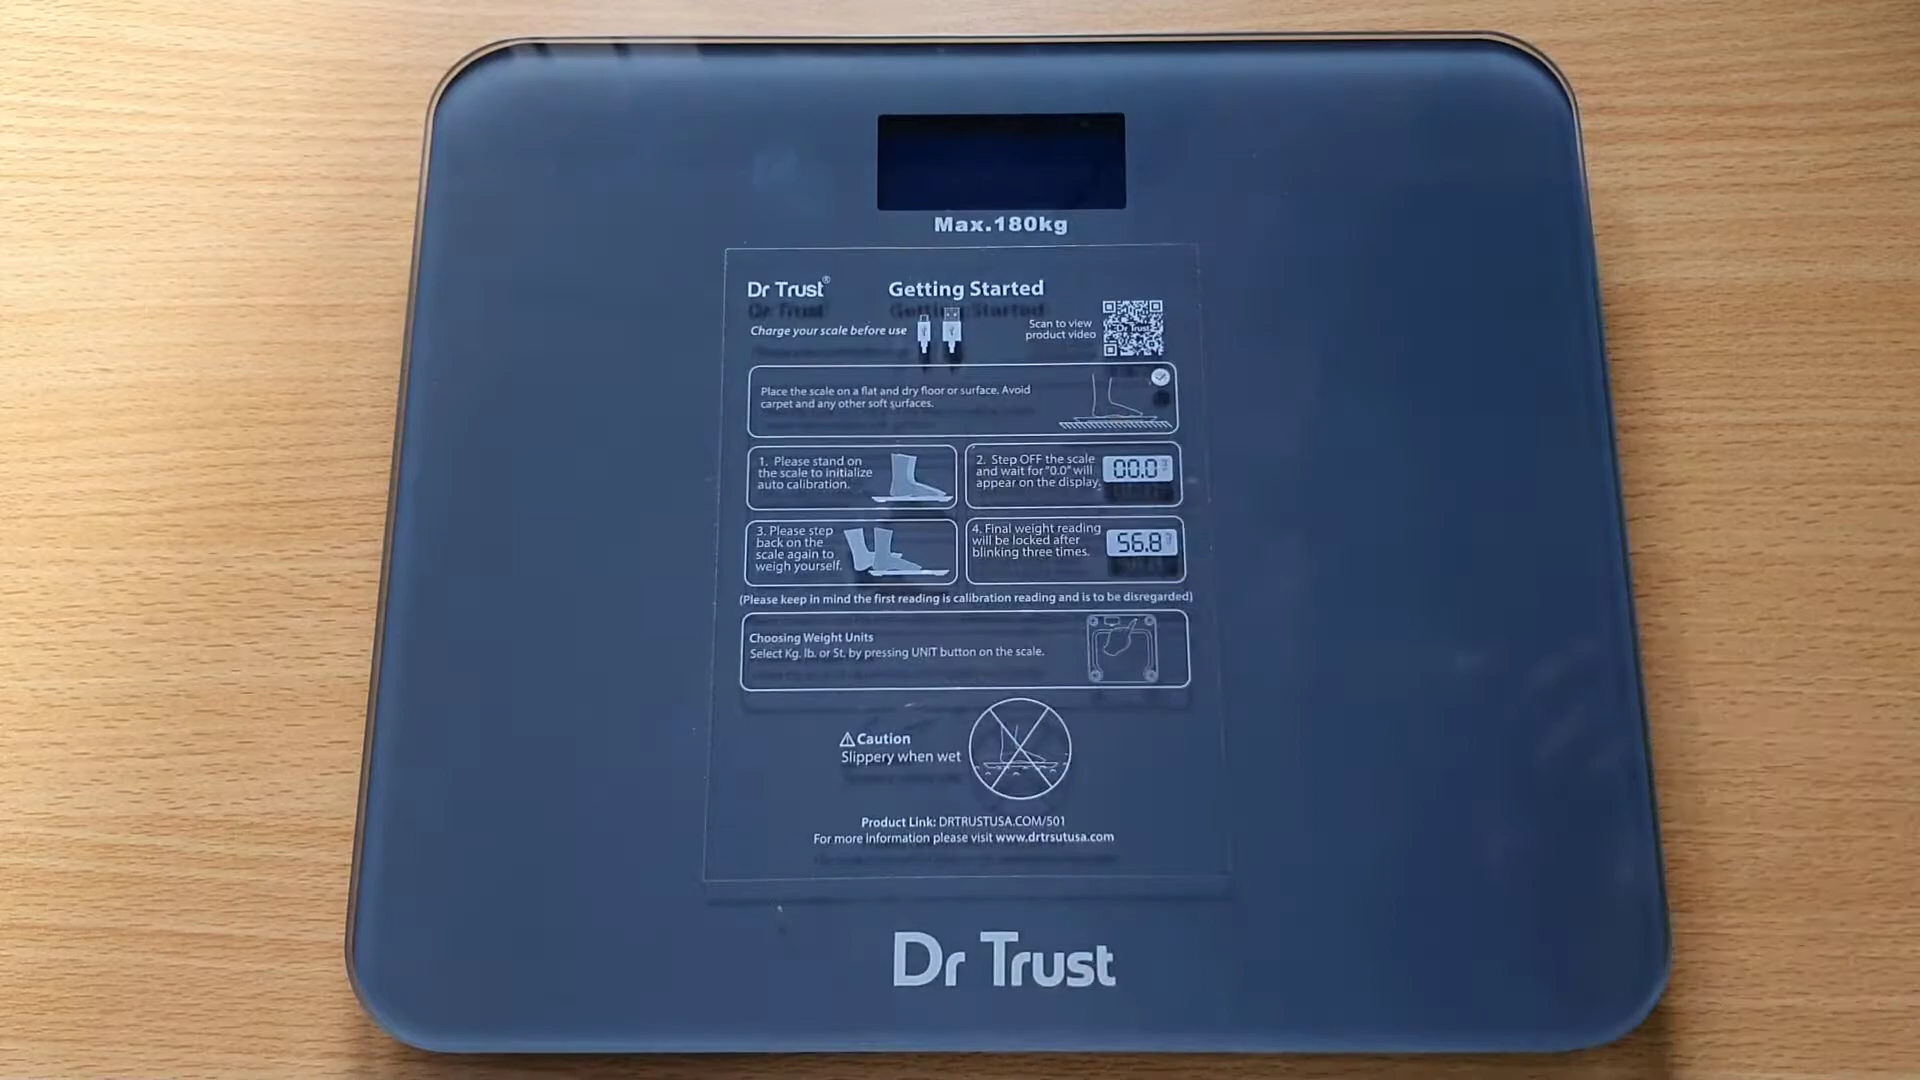 Max.180kg
Dr Trust®
Getting Started
Charge your scale before use
Scan to view
product video
Dr Trust
Place the scale on a flat and dry floor or surface. Avoid
carpet and any other soft surfaces.
1. Please stand on
the scale to initialize
auto calibration.
2. Step OFF the scale
and wait for "0.0" will
appear on the display.
00.0
3. Please step
back on the
scale again to
weigh yourself.
4. Final weight reading
will be locked after
blinking three times.
56.8
(Please keep in mind the first reading is calibration reading and is to be disregarded)
Choosing Weight Units
Select Kg. lb. or St. by pressing UNIT button on the scale.
Caution
Slippery when wet
Product Link: DRTRUSTUSA.COM/501
For more information please visit www.drtrsutusa.com
Dr Trust